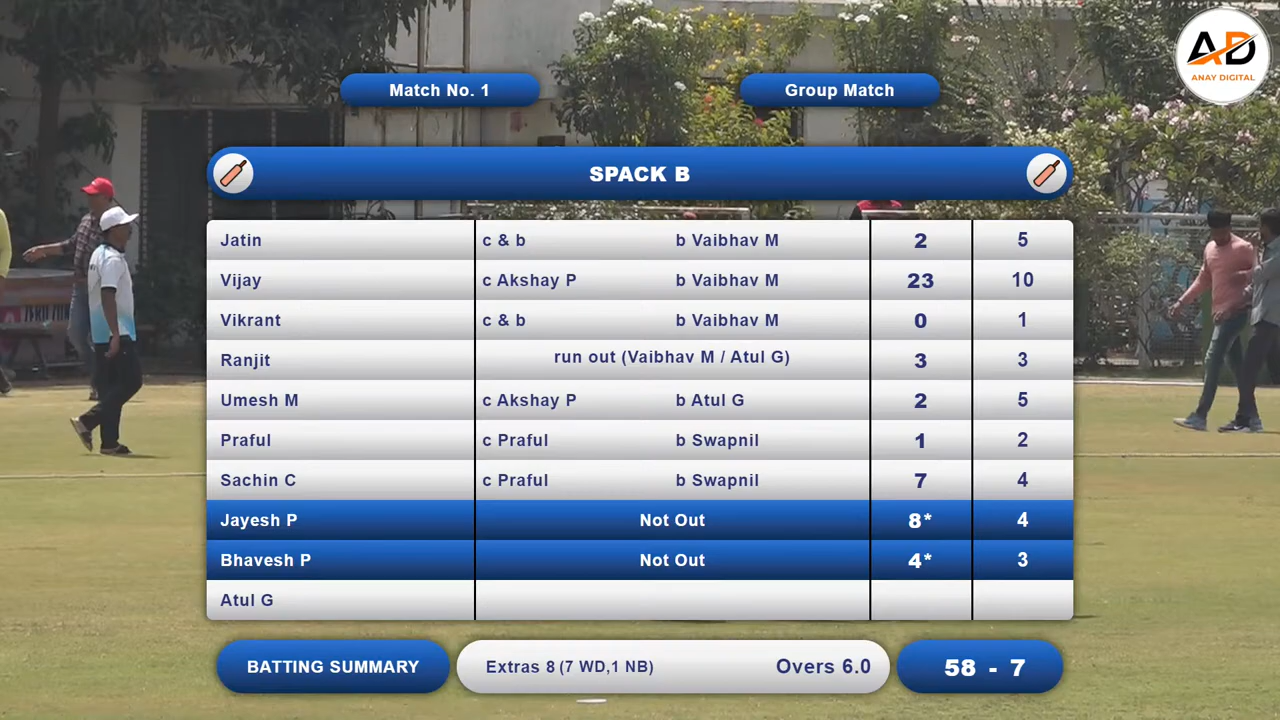 AD
ANAY DIGITAL
Match No. 1 Group Match
SPACK B
Jatin c & b b Vaibhav M 2 5
Vijay c Akshay P b Vaibhav M 23 10
Vikrant c & b b Vaibhav M 0 1
Ranjit run out (Vaibhav M / Atul G) 3 3
Umesh M c Akshay P b Atul G 2 5
Praful c Praful b Swapnil 1 2
Sachin C c Praful b Swapnil 7 4
Jayesh P Not Out 8* 4
Bhavesh P Not Out 4* 3
Atul G
BATTING SUMMARY Extras 8 (7 WD,1 NB) Overs 6.0 58 - 7